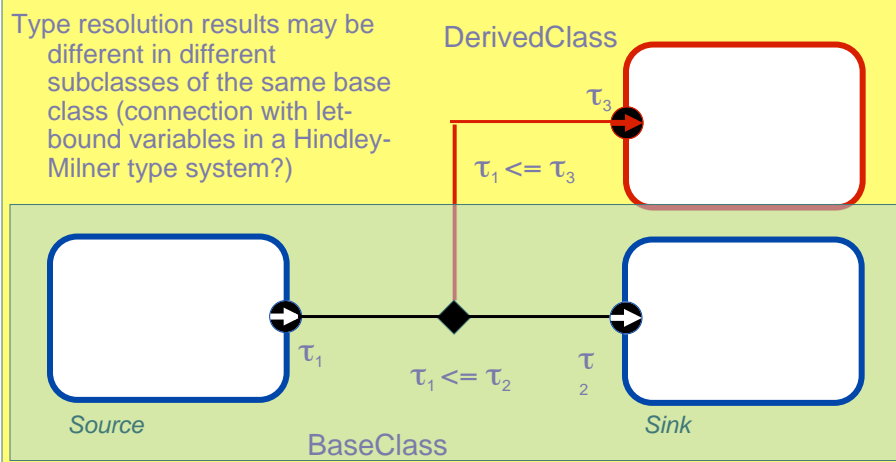 Type resolution results may be
different in different
subclasses of the same base
class (connection with let-
bound variables in a Hindley-
Milner type system?)
DerivedClass
τ₃
τ₁ <= τ₃
τ₁
τ₁ <= τ₂
τ
2
Source
Sink
BaseClass